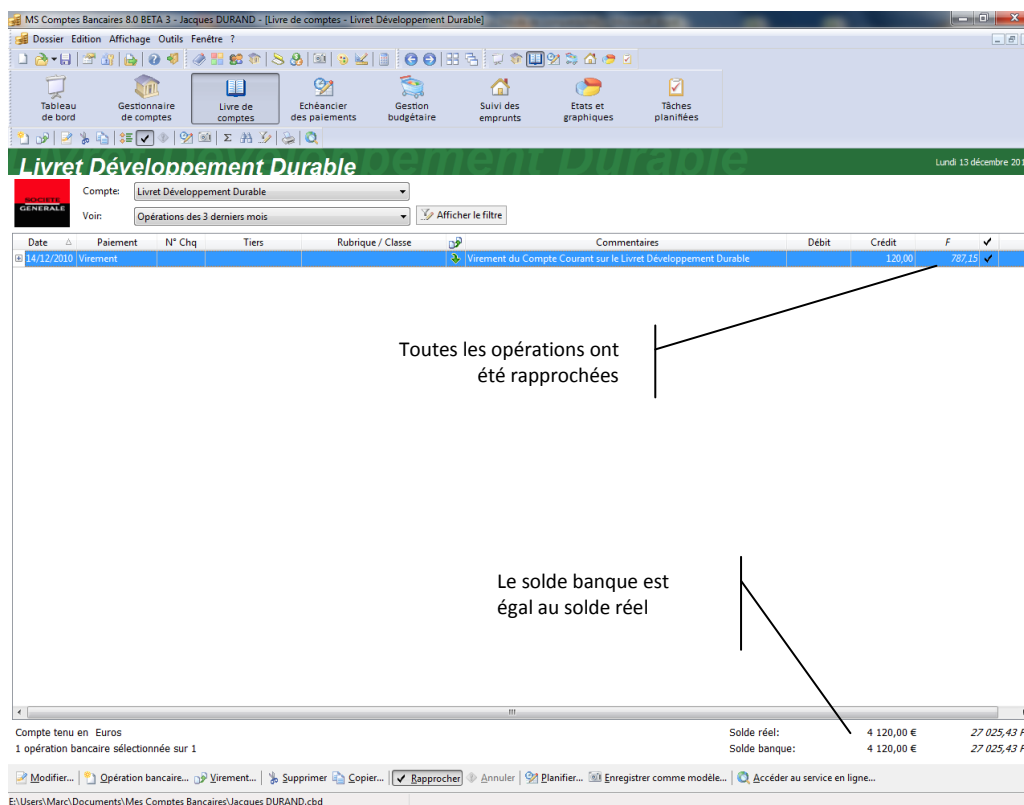 MS Comptes Bancaires 8.0 BETA 3 - Jacques DURAND - [Livre de comptes - Livret Développement Durable]
Dossier Edition Affichage Outils Fenêtre ?
Tableau de bord
Gestionnaire de comptes
Livre de comptes
Echéancier des paiements
Gestion budgétaire
Suivi des emprunts
Etats et graphiques
Tâches planifiées
Livret Développement Durable
Lundi 13 décembre 201
SOCIETE GENERALE
Compte: Livret Développement Durable
Voir: Opérations des 3 derniers mois Afficher le filtre
Date Paiement N° Chq Tiers Rubrique / Classe Commentaires Débit Crédit F
14/12/2010 Virement Virement du Compte Courant sur le Livret Développement Durable 120,00 787,15
Toutes les opérations ont
été rapprochées
Le solde banque est
égal au solde réel
Compte tenu en Euros Solde réel: 4 120,00 € 27 025,43 F
1 opération bancaire sélectionnée sur 1 Solde banque: 4 120,00 € 27 025,43 F
Modifier... Opération bancaire... Virement... Supprimer Copier... Rapprocher Annuler Planifier... Enregistrer comme modèle... Accéder au service en ligne...
E:\Users\Marc\Documents\Mes Comptes Bancaires\Jacques DURAND.cbd